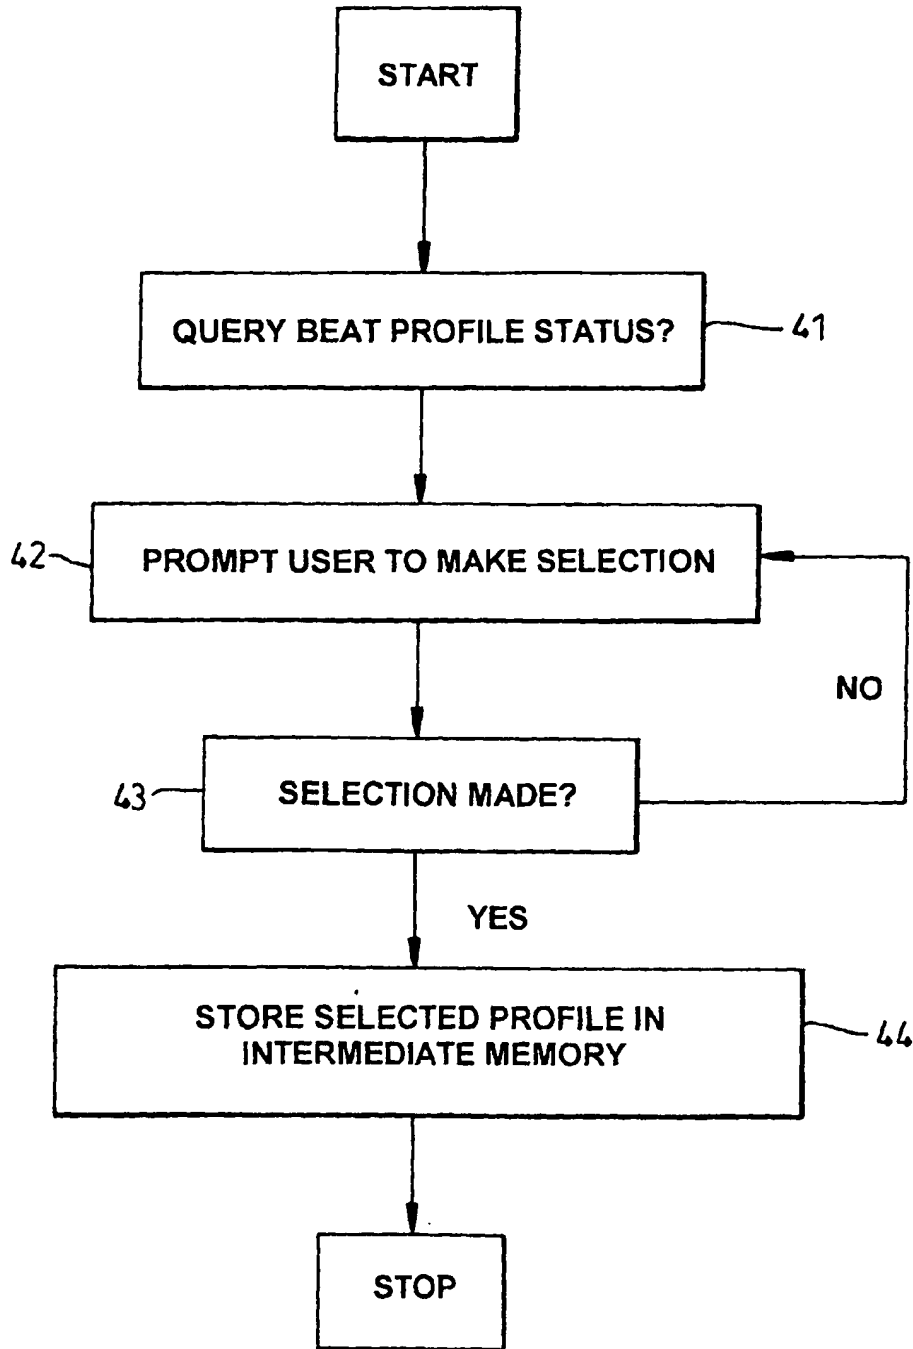 START
QUERY BEAT PROFILE STATUS?
41
42
PROMPT USER TO MAKE SELECTION
NO
43
SELECTION MADE?
YES
STORE SELECTED PROFILE IN
INTERMEDIATE MEMORY
44
STOP